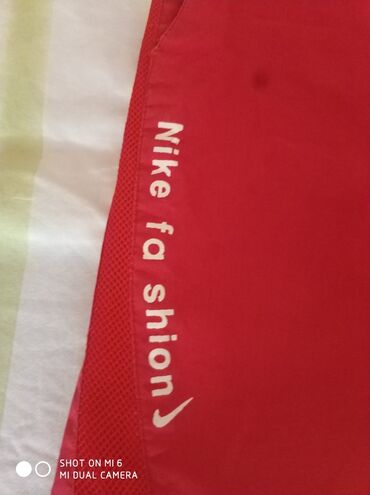 Nike fa shion
SHOT ON MI 6
MI DUAL CAMERA